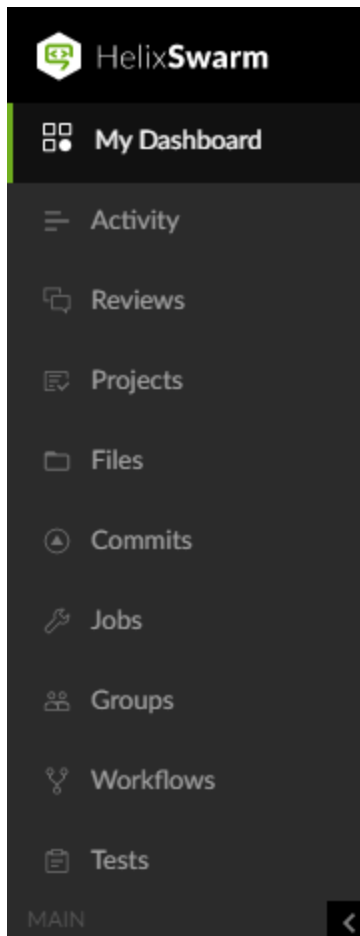 HelixSwarm
My Dashboard
Activity
Reviews
Projects
Files
Commits
Jobs
Groups
Workflows
Tests
MAIN